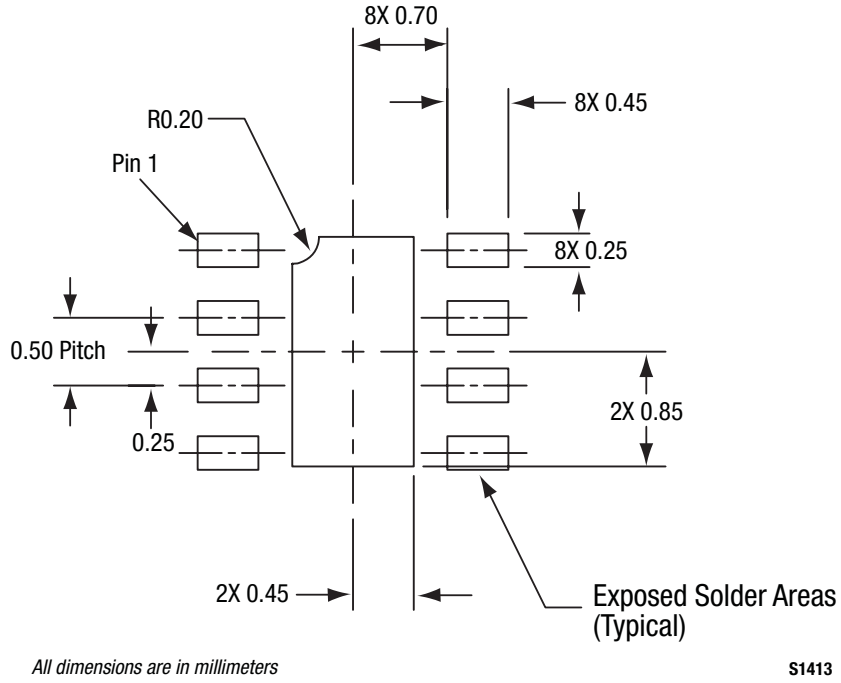 8X 0.70
8X 0.45
R0.20
Pin 1
8X 0.25
0.50 Pitch
2X 0.85
0.25
2X 0.45
Exposed Solder Areas
(Typical)
All dimensions are in millimeters
S1413